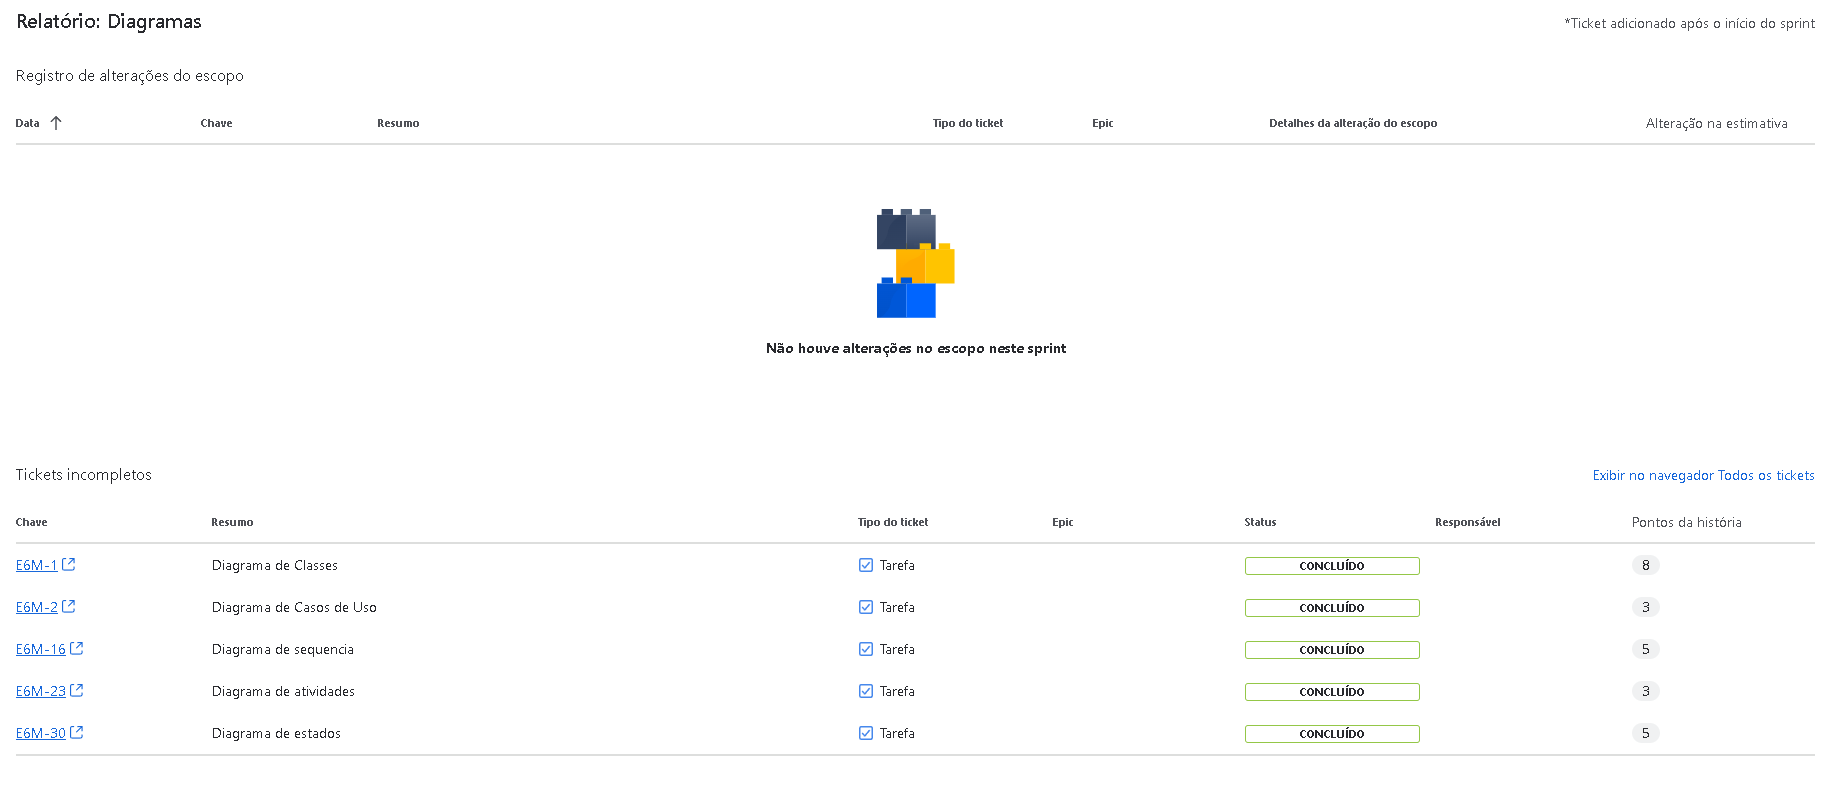 Relatório: Diagramas
*Ticket adicionado após o início do sprint
Registro de alterações do escopo
Data Chave Resumo Tipo do ticket Epic Detalhes da alteração do escopo Alteração na estimativa
Não houve alterações no escopo neste sprint
Tickets incompletos
Exibir no navegador Todos os tickets
Chave Resumo Tipo do ticket Epic Status Responsável Pontos da história
E6M-1 Diagrama de Classes Tarefa CONCLUÍDO 8
E6M-2 Diagrama de Casos de Uso Tarefa CONCLUÍDO 3
E6M-16 Diagrama de sequencia Tarefa CONCLUÍDO 5
E6M-23 Diagrama de atividades Tarefa CONCLUÍDO 3
E6M-30 Diagrama de estados Tarefa CONCLUÍDO 5